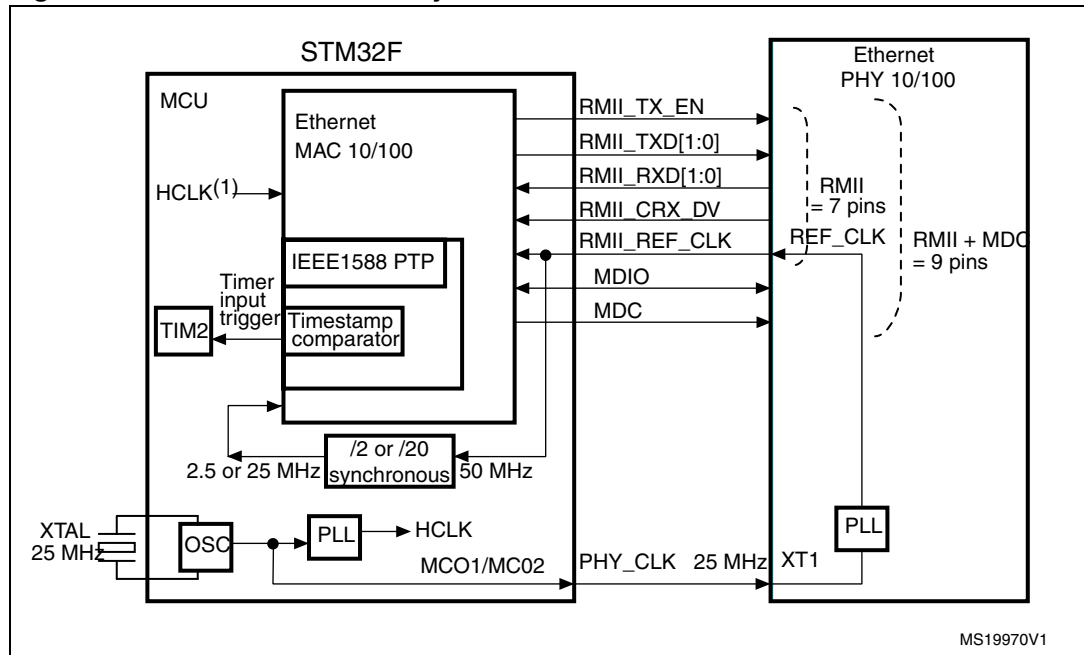 STM32F
Ethernet
PHY 10/100
MCU
Ethernet
MAC 10/100
HCLK(1)
IEEE1588 PTP
Timer
input
trigger
Timestamp
comparator
TIM2
/2 or /20
synchronous
2.5 or 25 MHz
50 MHz
XTAL
25 MHz
OSC
PLL
HCLK
MCO1/MC02
RMII_TX_EN
RMII_TXD[1:0]
RMII_RXD[1:0]
RMII_CRX_DV
RMII_REF_CLK
MDIO
MDC
REF_CLK
RMII
= 7 pins
RMII + MDC
= 9 pins
PLL
PHY_CLK 25 MHz
XT1
MS19970V1